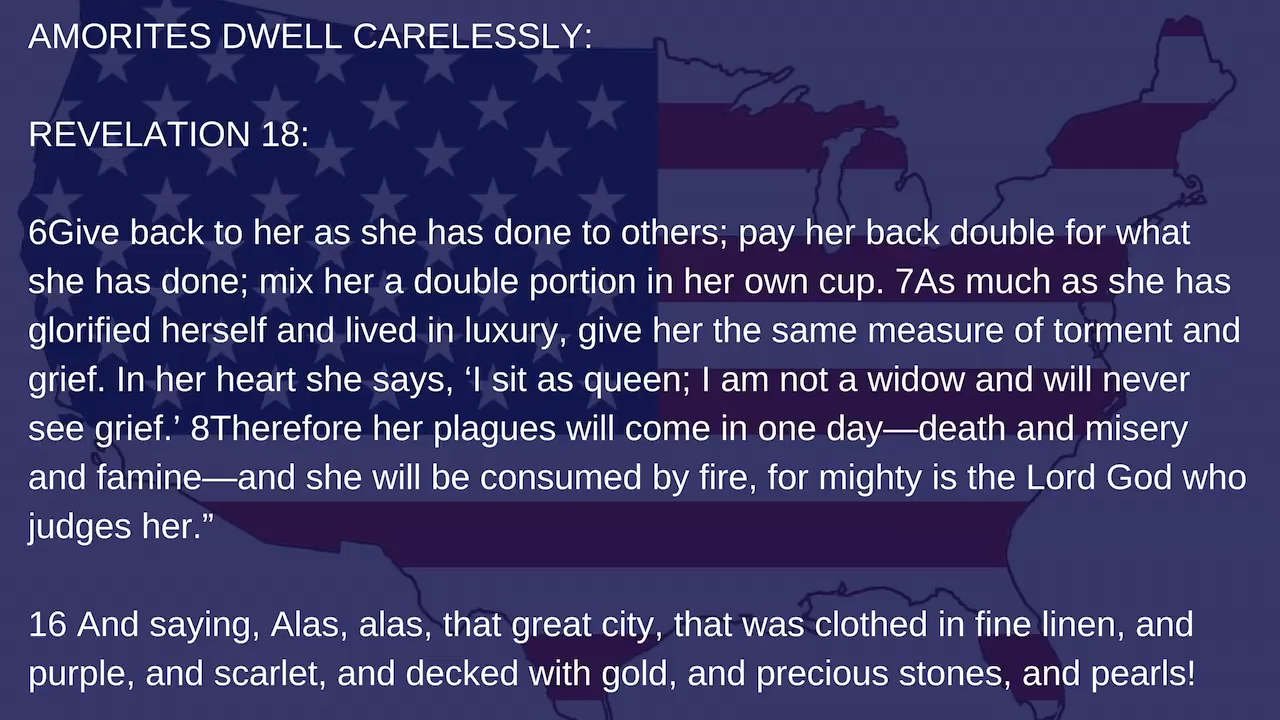 AMORITES DWELL CARELESSLY:
REVELATION 18:
6Give back to her as she has done to others; pay her back double for what
she has done; mix her a double portion in her own cup. 7As much as she has
glorified herself and lived in luxury, give her the same measure of torment and
grief. In her heart she says, ‘I sit as queen; I am not a widow and will never
see grief.’ 8Therefore her plagues will come in one day—death and misery
and famine—and she will be consumed by fire, for mighty is the Lord God who
judges her.”
16 And saying, Alas, alas, that great city, that was clothed in fine linen, and
purple, and scarlet, and decked with gold, and precious stones, and pearls!